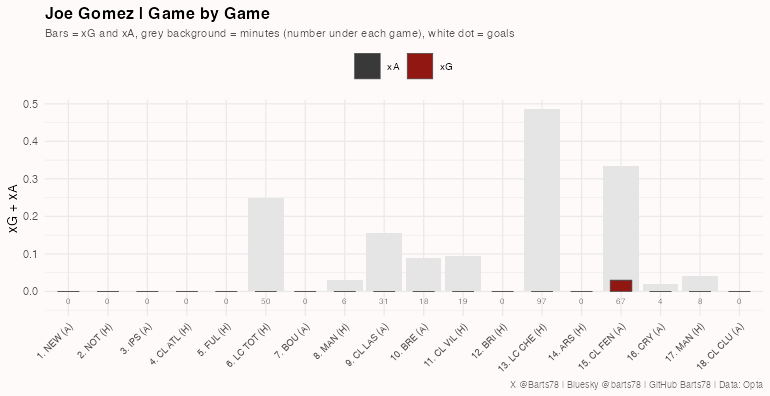 Joe Gomez | Game by Game
Bars = xG and xA, grey background = minutes (number under each game), white dot = goals
xA xG
xG + xA
0.5
0.4
0.3
0.2
0.1
0.0
0 0 0 0 0 50 0 6 31 18 19 0 97 0 67 4 8 0
1. NEW (A)
2. NOT (H)
3. IPS (A)
4. CL ATL (H)
5. FUL (H)
6. LC TOT (H)
7. BOU (A)
8. MAN (H)
9. CL LAS (A)
10. BRE (A)
11. CL VIL (H)
12. BRI (H)
13. LC CHE (H)
14. ARS (H)
15. CL FEN (A)
16. CRY (A)
17. MAN (H)
18. CL CLU (A)
X @Barts78 | Bluesky @barts78 | GitHub Barts78 | Data: Opta